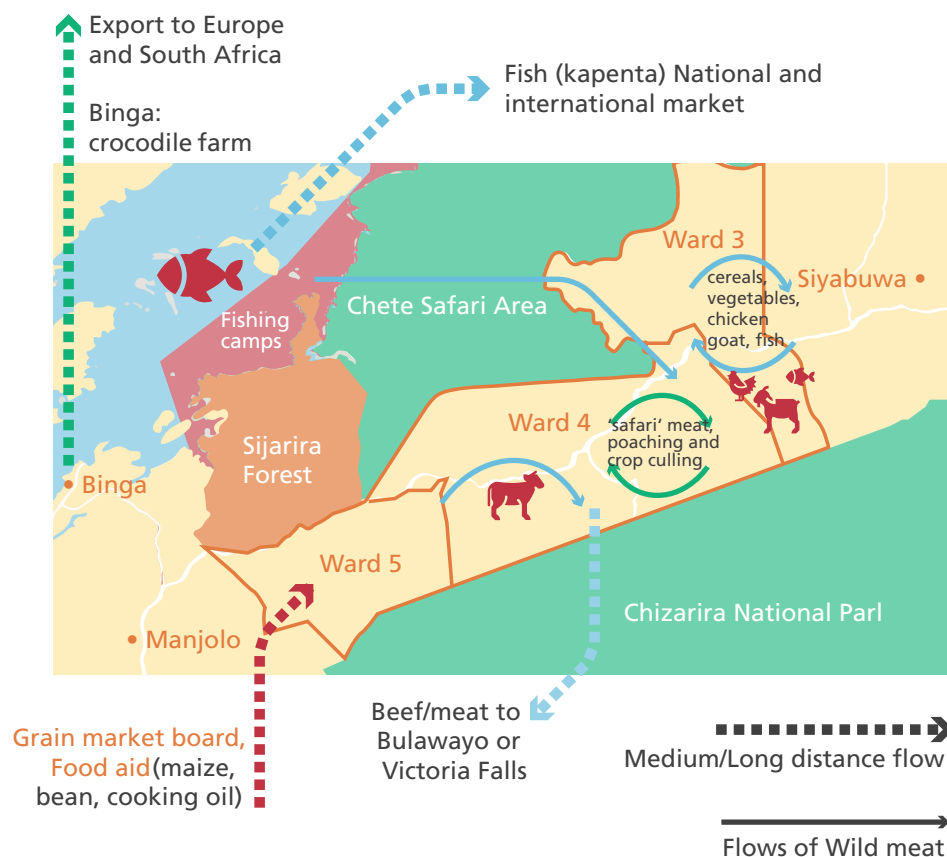 Export to Europe
and South Africa
Binga:
crocodile farm
Fish (kapenta) National and
international market
Ward 3
cereals,
vegetables,
chicken
goat, fish
Siyabuwa
Fishing
camps
Chete Safari Area
Ward 4
'safari' meat,
poaching and
crop culling
Sijarira
Forest
Binga
Ward 5
Chizarira National Parl
Manjolo
Grain market board,
Food aid(maize,
bean, cooking oil)
Beef/meat to
Bulawayo or
Victoria Falls
Medium/Long distance flow
Flows of Wild meat